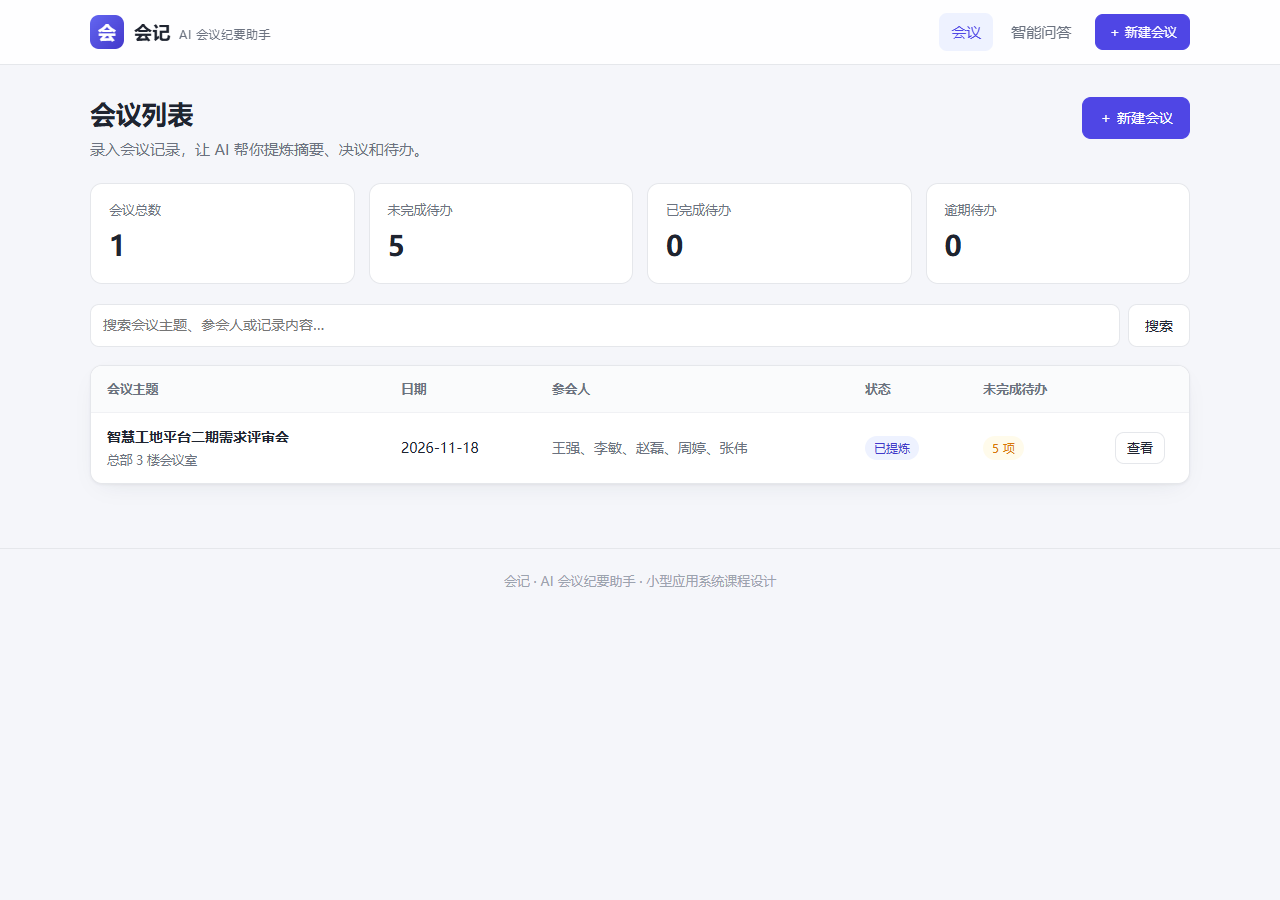 会 会记 AI 会议纪要助手 会议 智能问答 + 新建会议
会议列表
+ 新建会议
录入会议记录，让 AI 帮你提炼摘要、决议和待办。
会议总数 未完成待办 已完成待办 逾期待办
1 5 0 0
搜索会议主题、参会人或记录内容... 搜索
会议主题 日期 参会人 状态 未完成待办
智慧工地平台二期需求评审会
总部 3 楼会议室
2026-11-18 王强、李敏、赵磊、周婷、张伟 已提炼 5 项 查看
会记 · AI 会议纪要助手 · 小型应用系统课程设计